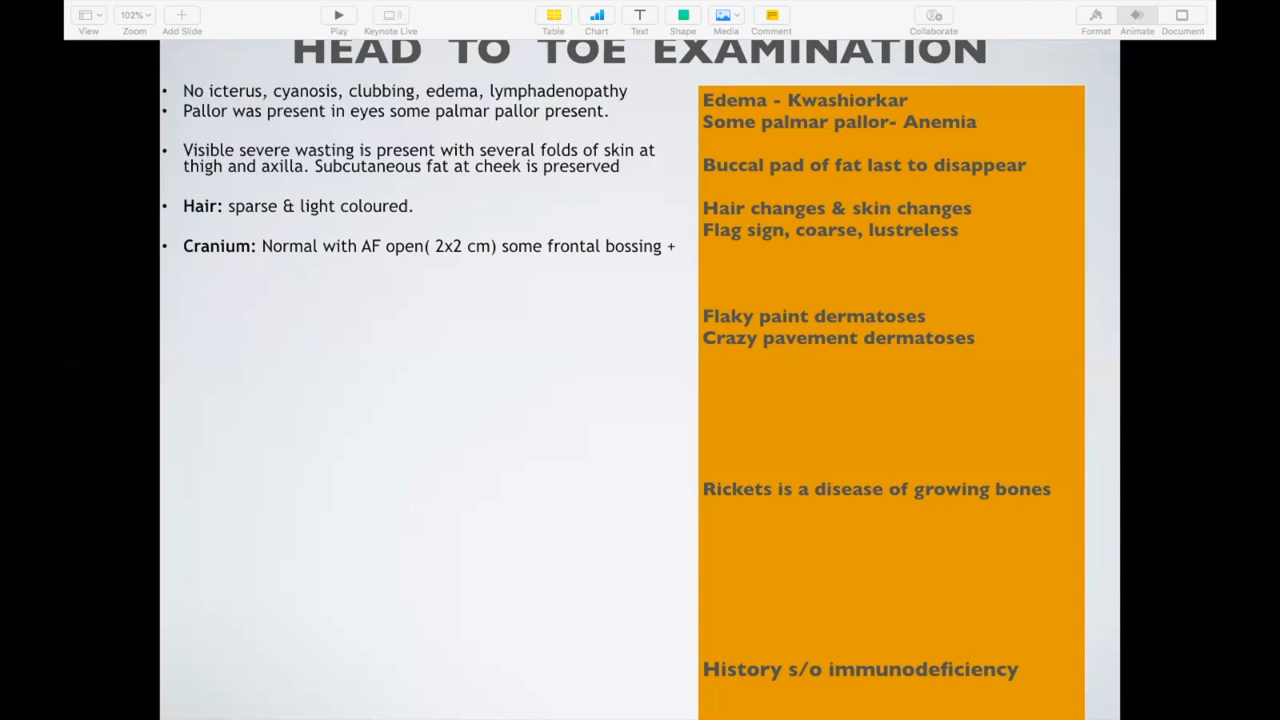 102%
View
Zoom
Add Slide
Play
Keynote Live
Table
Chart
Text
Shape
Media
Comment
Collaborate
Format
Animate
Document
HEAD TO TOE EXAMINATION
• No icterus, cyanosis, clubbing, edema, lymphadenopathy
• Pallor was present in eyes some palmar pallor present.
• Visible severe wasting is present with several folds of skin at
thigh and axilla. Subcutaneous fat at cheek is preserved
• Hair: sparse & light coloured.
• Cranium: Normal with AF open( 2x2 cm) some frontal bossing +
Edema - Kwashiorkar
Some palmar pallor- Anemia
Buccal pad of fat last to disappear
Hair changes & skin changes
Flag sign, coarse, lustreless
Flaky paint dermatoses
Crazy pavement dermatoses
Rickets is a disease of growing bones
History s/o immunodeficiency